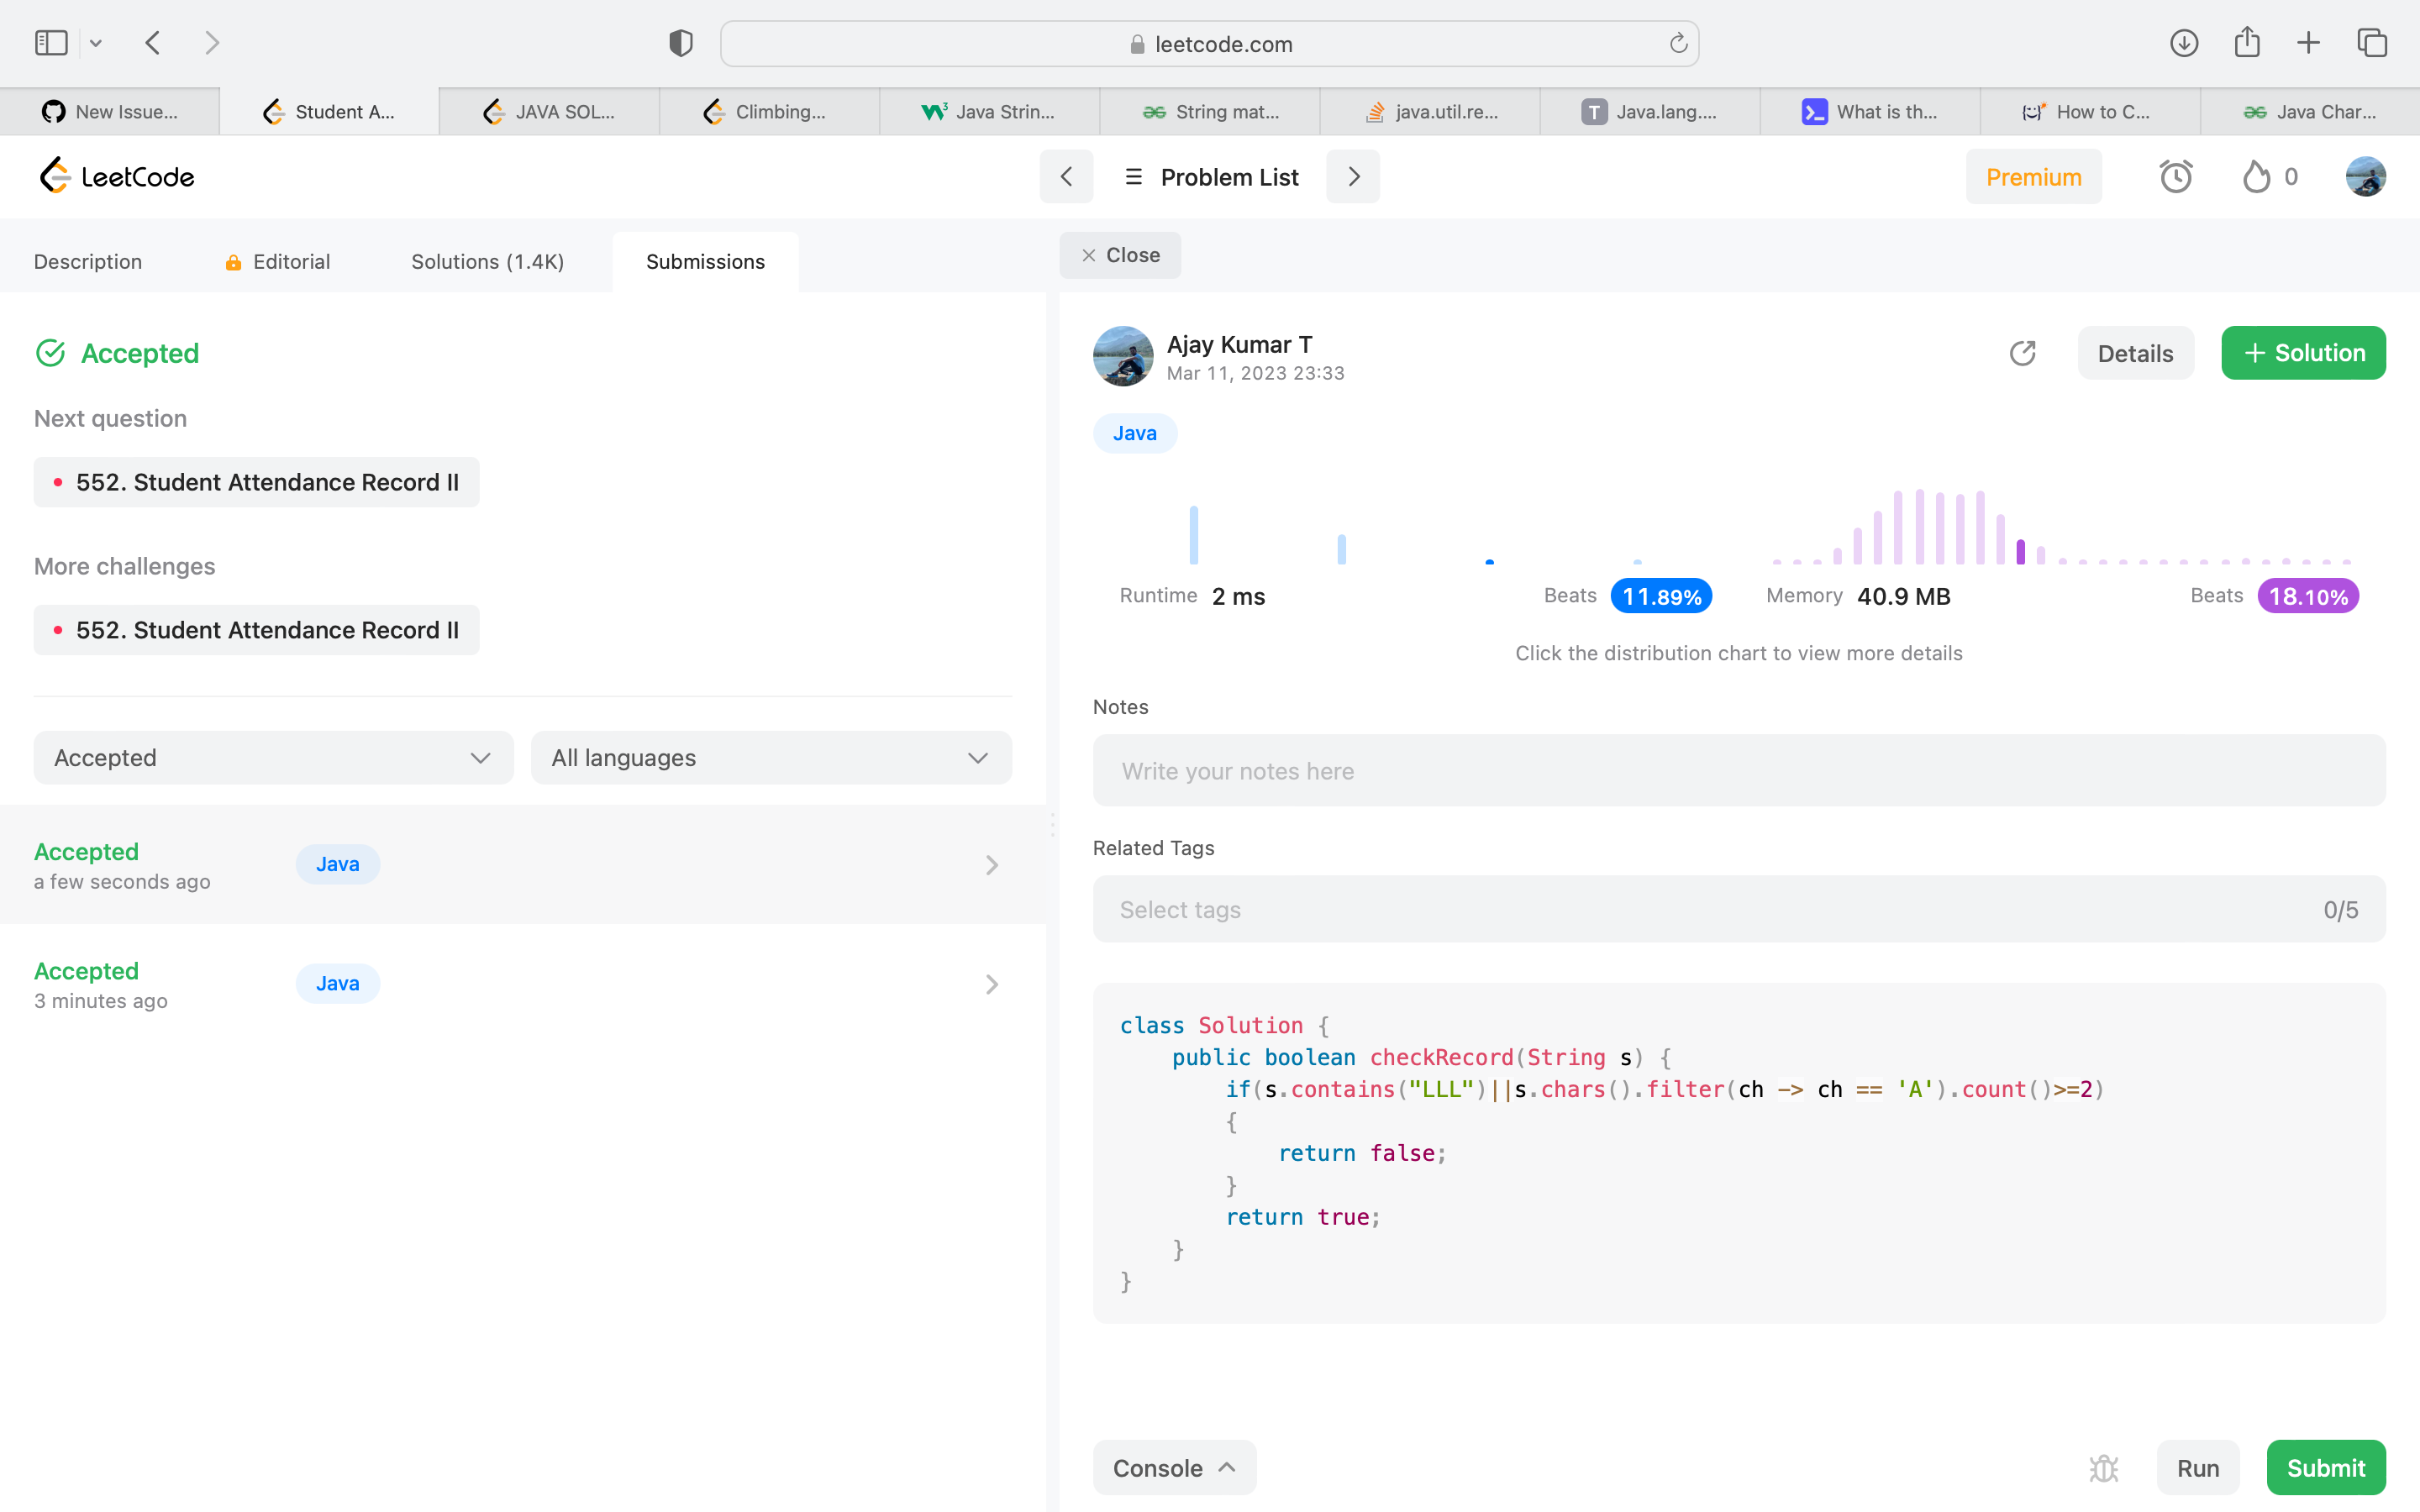 leetcode.com
New Issue...
Student A...
JAVA SOL...
Climbing...
Java Strin...
String mat...
java.util.re...
Java.lang....
What is th...
How to C...
Java Char...
LeetCode
Problem List
Premium
0
Description
Editorial
Solutions (1.4K)
Submissions
Accepted
Next question
552. Student Attendance Record II
More challenges
552. Student Attendance Record II
Accepted
All languages
Accepted
a few seconds ago
Java
Accepted
3 minutes ago
Java
Close
Ajay Kumar T
Mar 11, 2023 23:33
Details
+ Solution
Java
Runtime 2 ms
Beats 11.89%
Memory 40.9 MB
Beats 18.10%
Click the distribution chart to view more details
Notes
Write your notes here
Related Tags
Select tags
0/5
class Solution {
    public boolean checkRecord(String s) {
        if(s.contains("LLL")||s.chars().filter(ch -> ch == 'A').count()>=2)
        {
            return false;
        }
        return true;
    }
}
Console
Run
Submit